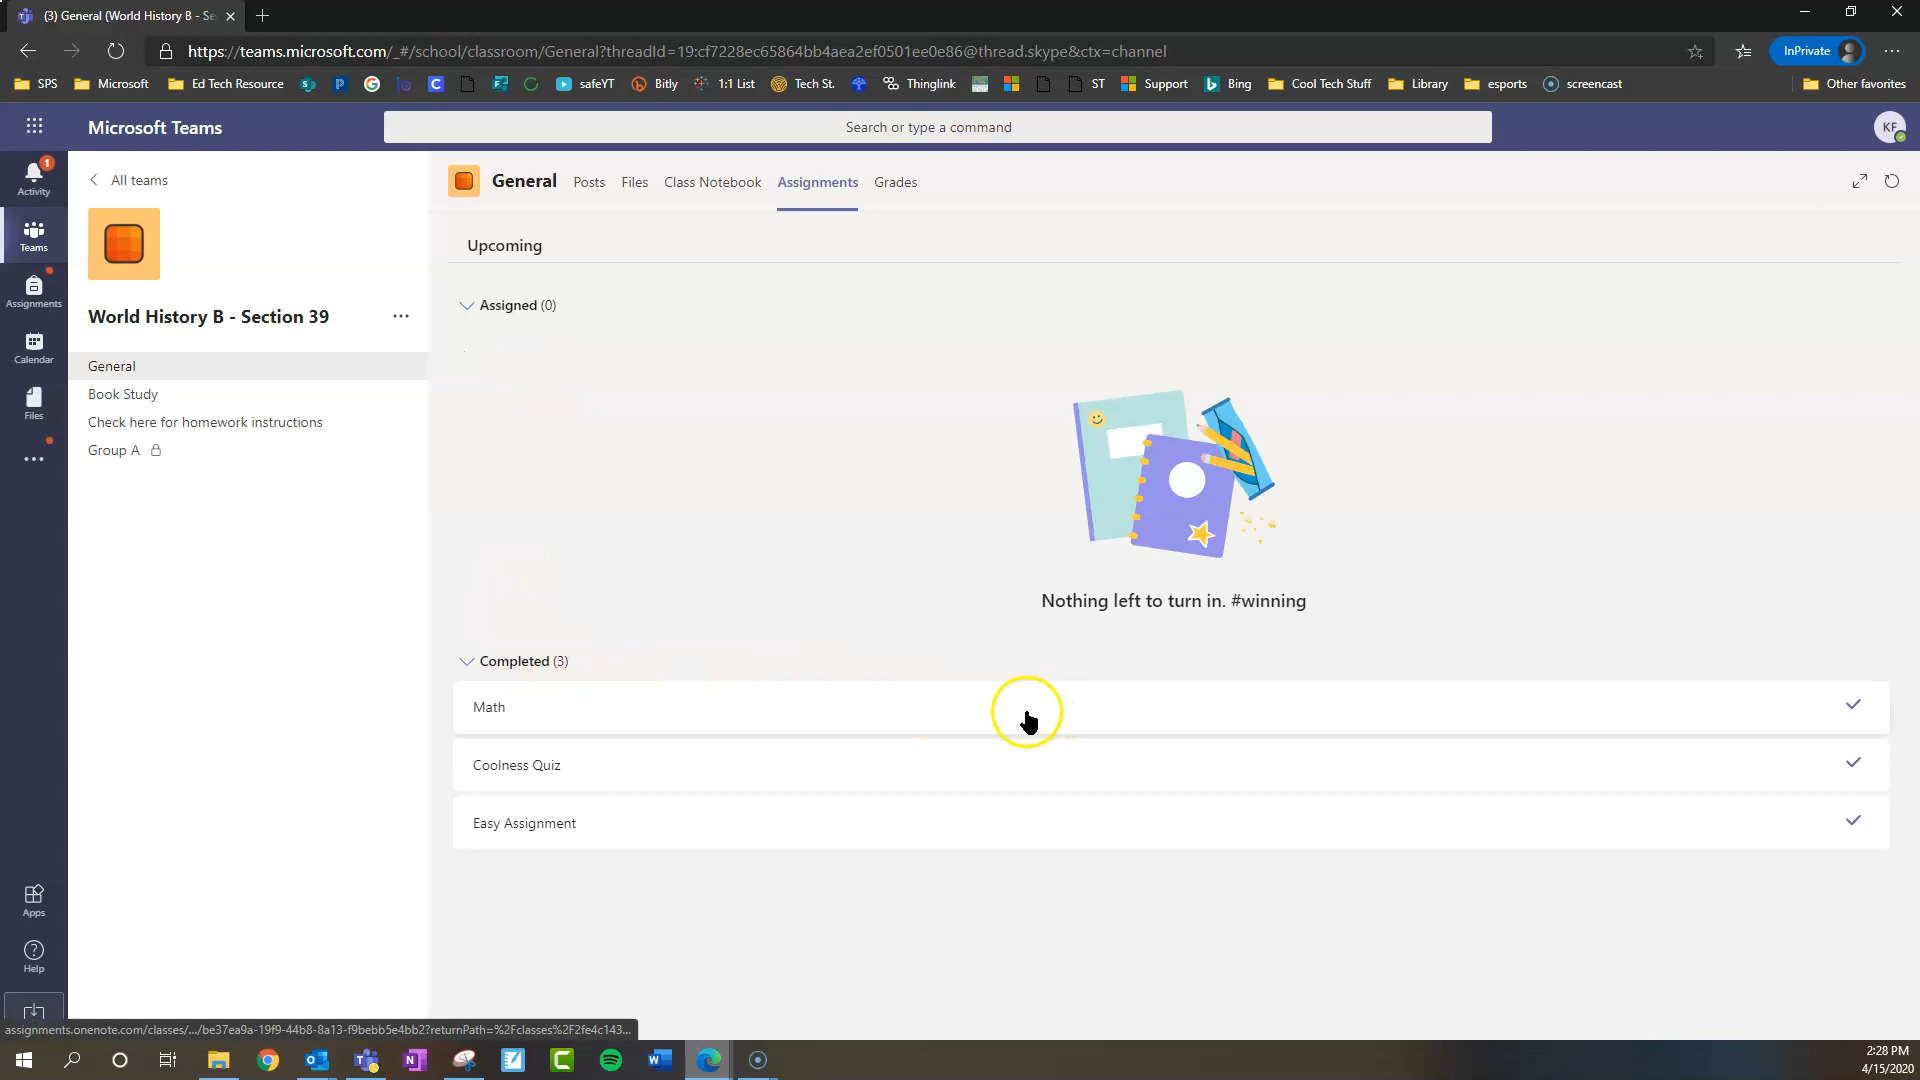 (3) General (World History B - Se
https://teams.microsoft.com/_#/school/classroom/General?threadId=19:cf7228ec65864bb4aea2ef0501ee0e86@thread.skype&ctx=channel
InPrivate
SPS Microsoft Ed Tech Resource safeYT Bitly 1:1 List Tech St. Thinglink ST Support Bing Cool Tech Stuff Library esports screencast Other favorites
Microsoft Teams
Search or type a command
KF
1
Activity
Teams
Assignments
Calendar
Files
All teams
World History B - Section 39
General
Book Study
Check here for homework instructions
Group A
General Posts Files Class Notebook Assignments Grades
Upcoming
Assigned (0)
Nothing left to turn in. #winning
Completed (3)
Math
Coolness Quiz
Easy Assignment
Apps
Help
assignments.onenote.com/classes/.../be37ea9a-19f9-44b8-8a13-f9bebb5e4bb2?returnPath=%2Fclasses%2F2fe4c143...
2:28 PM
4/15/2020